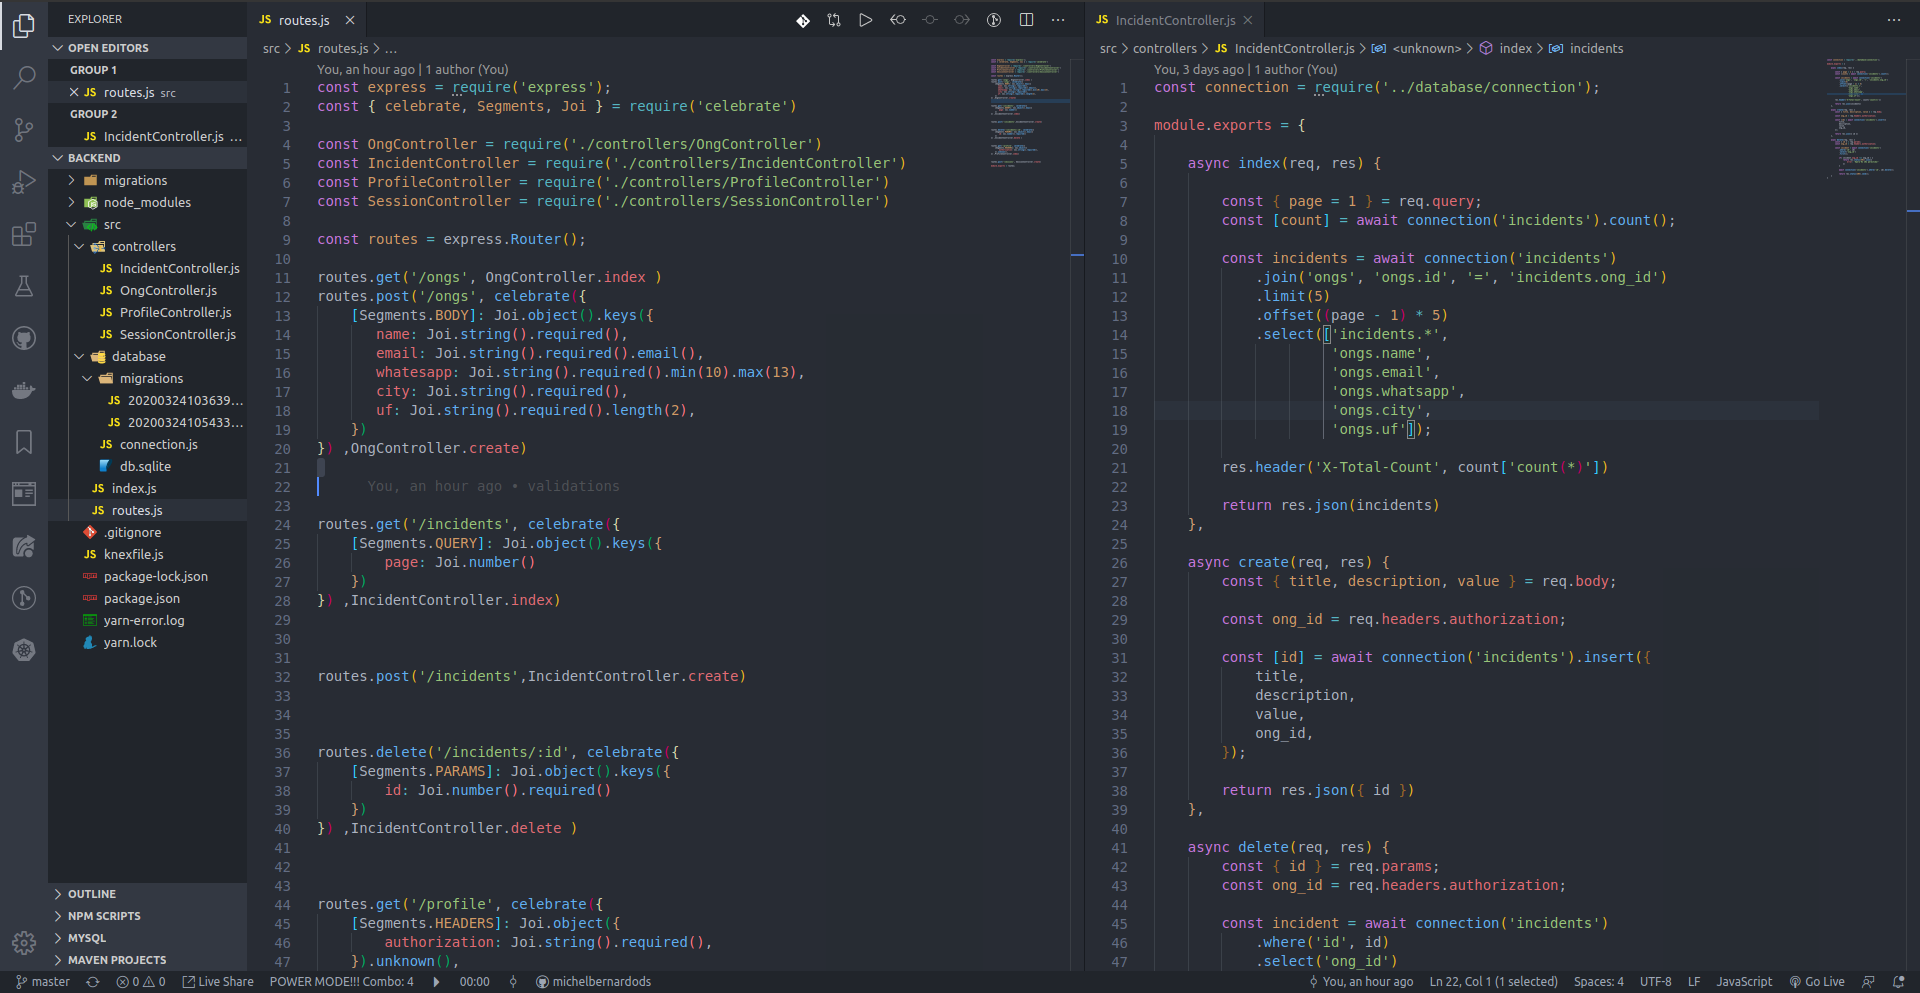 EXPLORER
OPEN EDITORS
GROUP 1
routes.js src
GROUP 2
JS IncidentController.js ...
BACKEND
migrations
node_modules
src
controllers
JS IncidentController.js
JS OngController.js
JS ProfileController.js
JS SessionController.js
database
migrations
JS 20200324103639...
JS 20200324105433...
JS connection.js
db.sqlite
JS index.js
JS routes.js
.gitignore
JS knexfile.js
package-lock.json
package.json
yarn-error.log
yarn.lock
OUTLINE
NPM SCRIPTS
MYSQL
MAVEN PROJECTS
JS routes.js
src > JS routes.js > ...
You, an hour ago | 1 author (You)
1 const express = require('express');
2 const { celebrate, Segments, Joi } = require('celebrate')
3
4 const OngController = require('./controllers/OngController')
5 const IncidentController = require('./controllers/IncidentController')
6 const ProfileController = require('./controllers/ProfileController')
7 const SessionController = require('./controllers/SessionController')
8
9 const routes = express.Router();
10
11 routes.get('/ongs', OngController.index )
12 routes.post('/ongs', celebrate({
13 [Segments.BODY]: Joi.object().keys({
14 name: Joi.string().required(),
15 email: Joi.string().required().email(),
16 whatesapp: Joi.string().required().min(10).max(13),
17 city: Joi.string().required(),
18 uf: Joi.string().required().length(2),
19 })
20 }) ,OngController.create)
21
22 You, an hour ago • validations
23
24 routes.get('/incidents', celebrate({
25 [Segments.QUERY]: Joi.object().keys({
26 page: Joi.number()
27 })
28 }) ,IncidentController.index)
29
30
31
32 routes.post('/incidents',IncidentController.create)
33
34
35
36 routes.delete('/incidents/:id', celebrate({
37 [Segments.PARAMS]: Joi.object().keys({
38 id: Joi.number().required()
39 })
40 }) ,IncidentController.delete )
41
42
43
44 routes.get('/profile', celebrate({
45 [Segments.HEADERS]: Joi.object({
46 authorization: Joi.string().required(),
47 }).unknown(),
JS IncidentController.js
src > controllers > JS IncidentController.js > <unknown> > index > incidents
You, 3 days ago | 1 author (You)
1 const connection = require('../database/connection');
2
3 module.exports = {
4
5 async index(req, res) {
6
7 const { page = 1 } = req.query;
8 const [count] = await connection('incidents').count();
9
10 const incidents = await connection('incidents')
11 .join('ongs', 'ongs.id', '=', 'incidents.ong_id')
12 .limit(5)
13 .offset((page - 1) * 5)
14 .select(['incidents.*',
15 'ongs.name',
16 'ongs.email',
17 'ongs.whatsapp',
18 'ongs.city',
19 'ongs.uf']);
20
21 res.header('X-Total-Count', count['count(*)'])
22
23 return res.json(incidents)
24 },
25
26 async create(req, res) {
27 const { title, description, value } = req.body;
28
29 const ong_id = req.headers.authorization;
30
31 const [id] = await connection('incidents').insert({
32 title,
33 description,
34 value,
35 ong_id,
36 });
37
38 return res.json({ id })
39 },
40
41 async delete(req, res) {
42 const { id } = req.params;
43 const ong_id = req.headers.authorization;
44
45 const incident = await connection('incidents')
46 .where('id', id)
47 .select('ong_id')
master 0 0 Live Share POWER MODE!!! Combo: 4 00:00 michelbernardods You, an hour ago Ln 22, Col 1 (1 selected) Spaces: 4 UTF-8 LF JavaScript Go Live